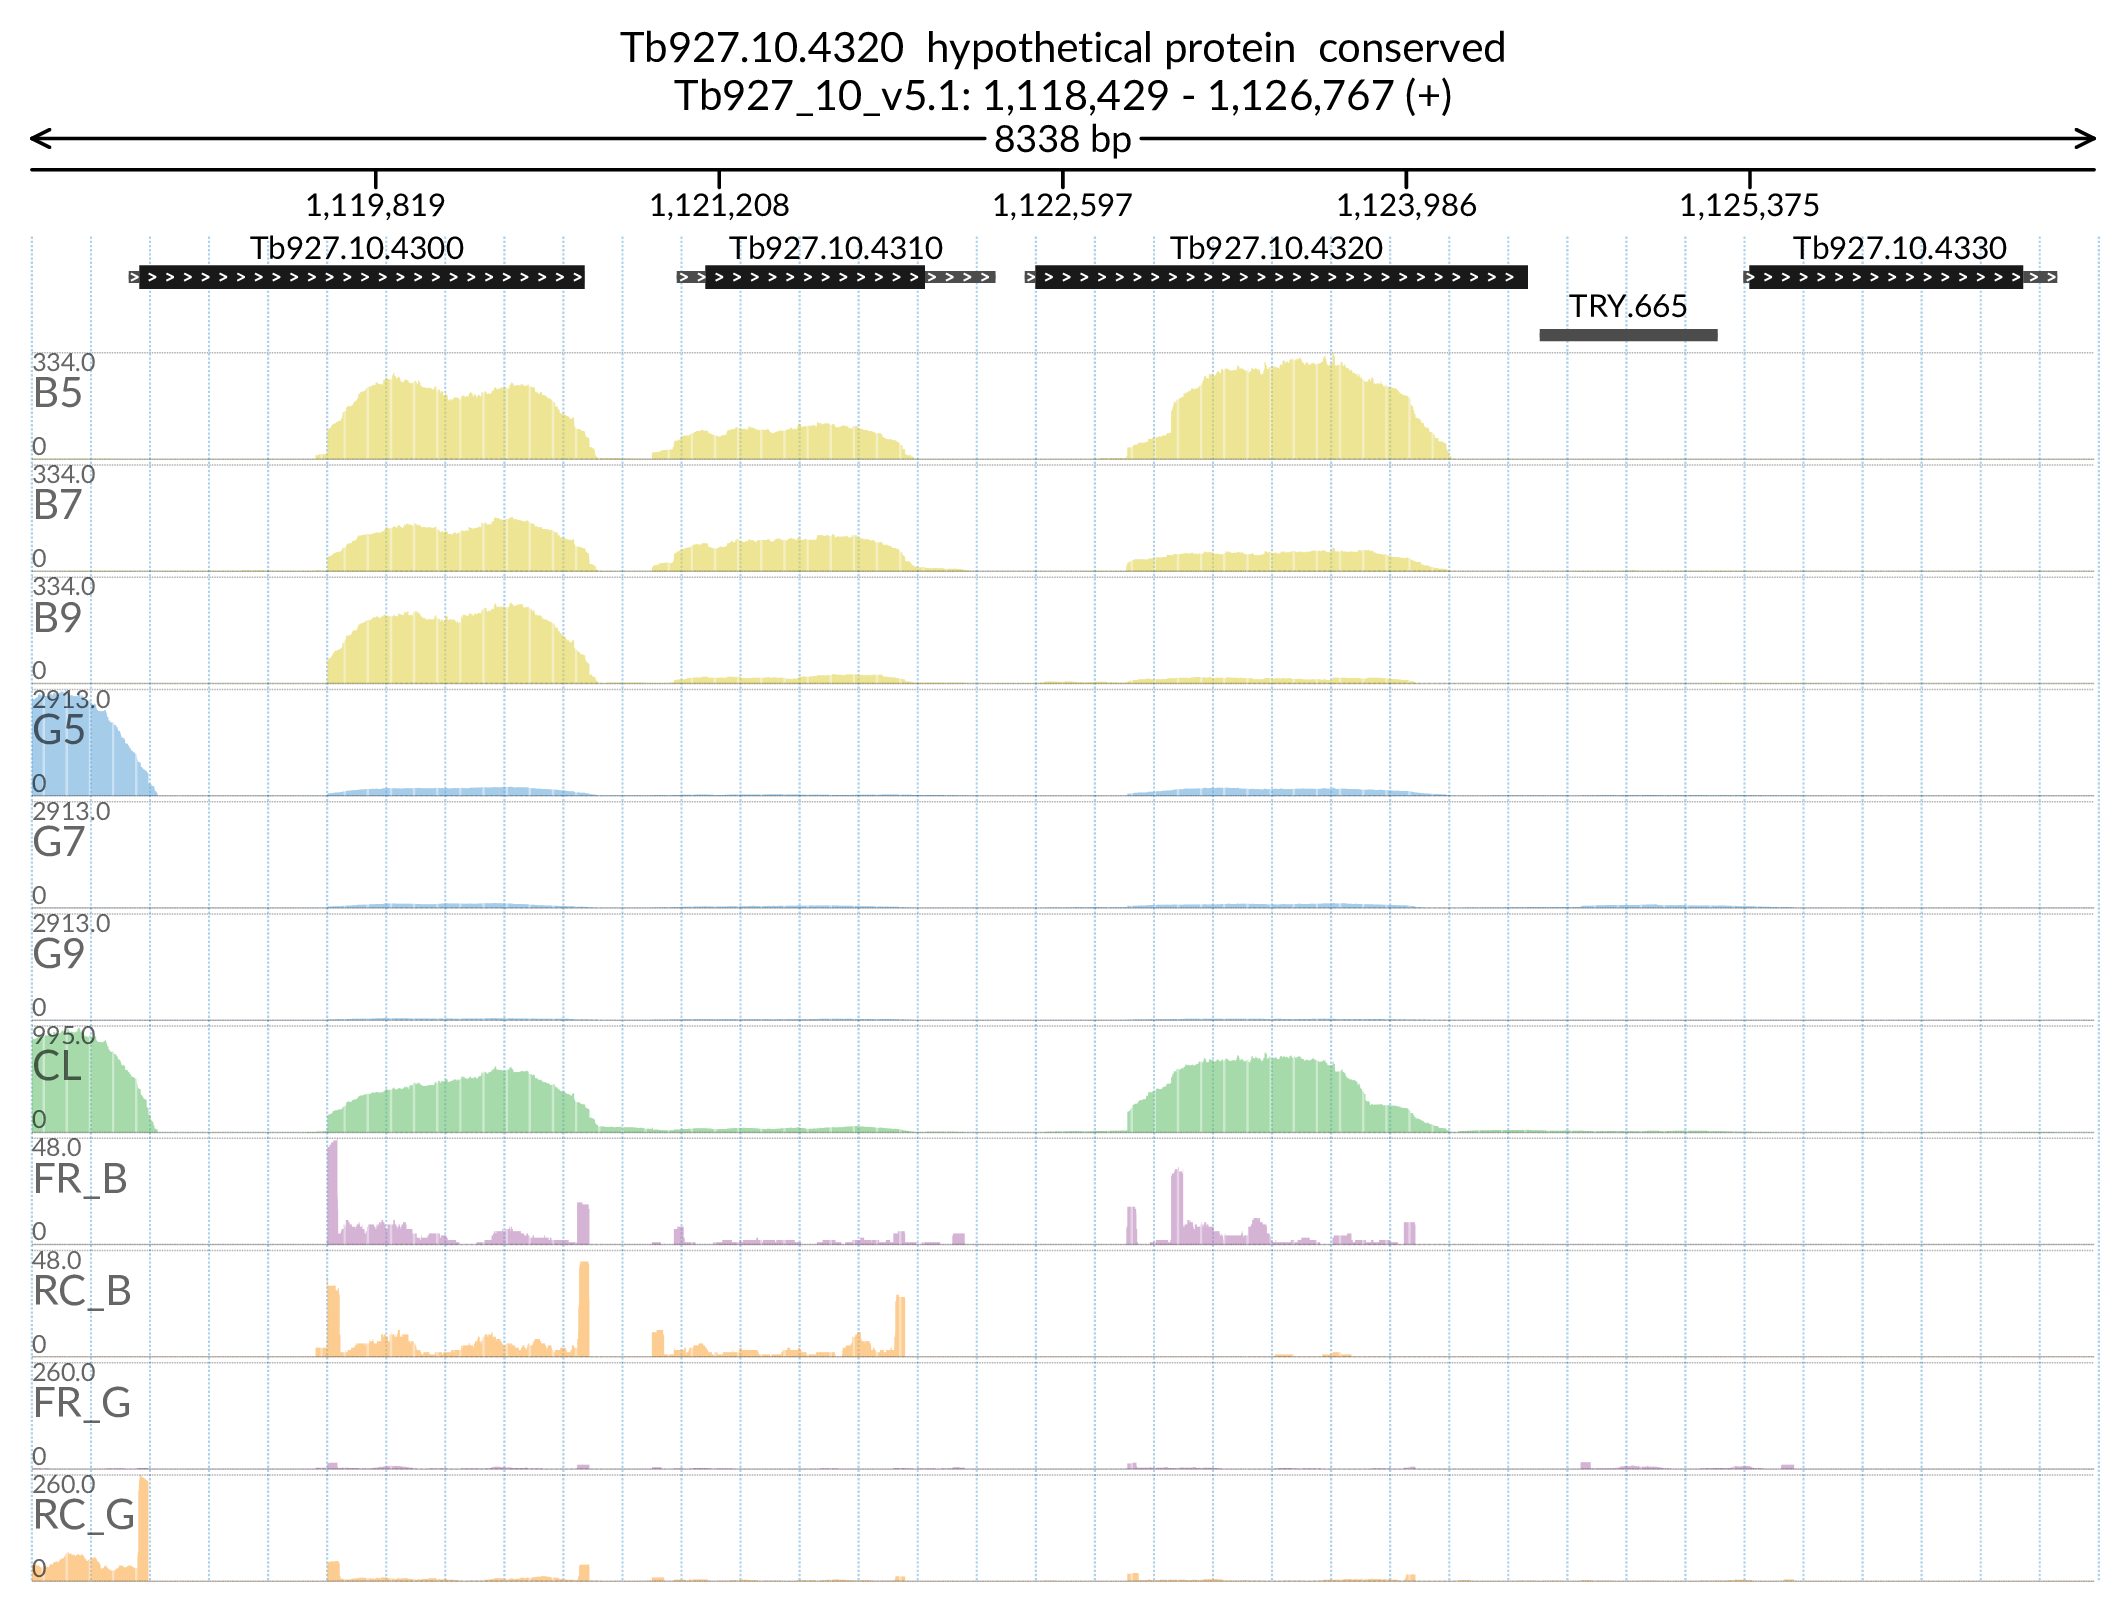 Tb927.10.4320 hypothetical protein conserved
Tb927_10_v5.1: 1,118,429 - 1,126,767 (+)
8338 bp
1,119,819 1,121,208 1,122,597 1,123,986 1,125,375
Tb927.10.4300 Tb927.10.4310 Tb927.10.4320 Tb927.10.4330
TRY.665
334.0
B5
0
334.0
B7
0
334.0
B9
0
2913.0
G5
0
2913.0
G7
0
2913.0
G9
0
995.0
CL
0
48.0
FR_B
0
48.0
RC_B
0
260.0
FR_G
0
260.0
RC_G
0